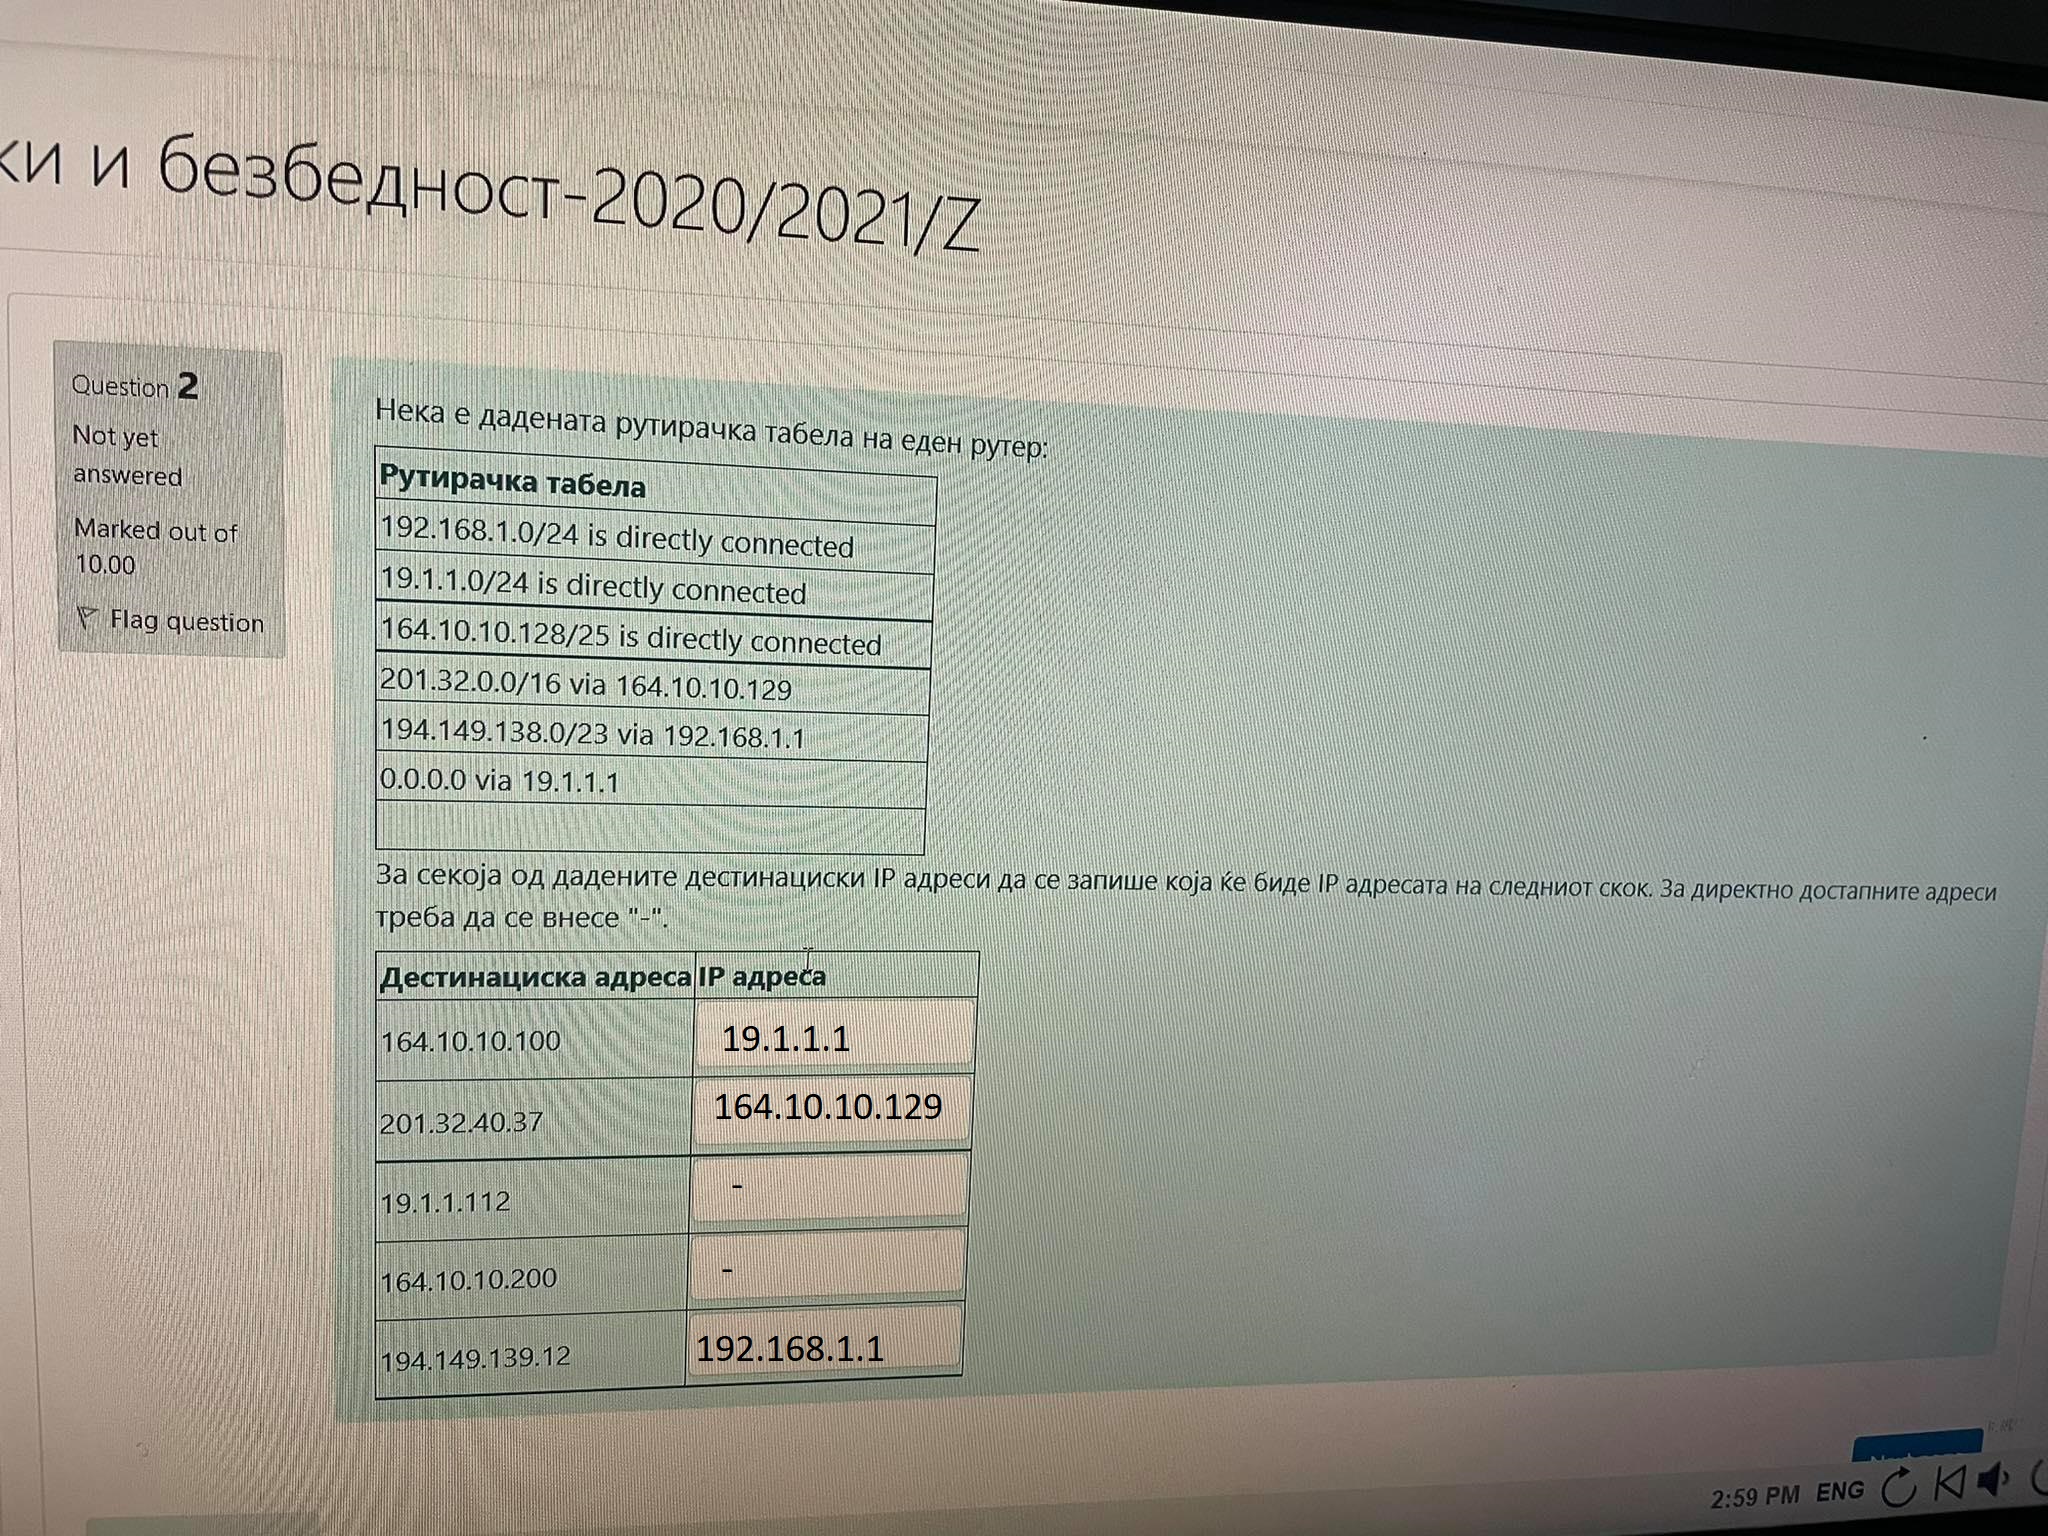 ки и безбедност-2020/2021/Z
Question 2
Not yet
answered
Marked out of
10.00
Flag question
Нека е дадената рутирачка табела на еден рутер:
Рутирачка табела
192.168.1.0/24 is directly connected
19.1.1.0/24 is directly connected
164.10.10.128/25 is directly connected
201.32.0.0/16 via 164.10.10.129
194.149.138.0/23 via 192.168.1.1
0.0.0.0 via 19.1.1.1
За секоја од дадените дестинациски IP адреси да се запише која ќе биде IP адресата на следниот скок. За директно достапните адреси
треба да се внесе "-".
Дестинациска адреса IP адреса
164.10.10.100 19.1.1.1
201.32.40.37 164.10.10.129
19.1.1.112 -
164.10.10.200 -
194.149.139.12 192.168.1.1
2:59 PM ENG